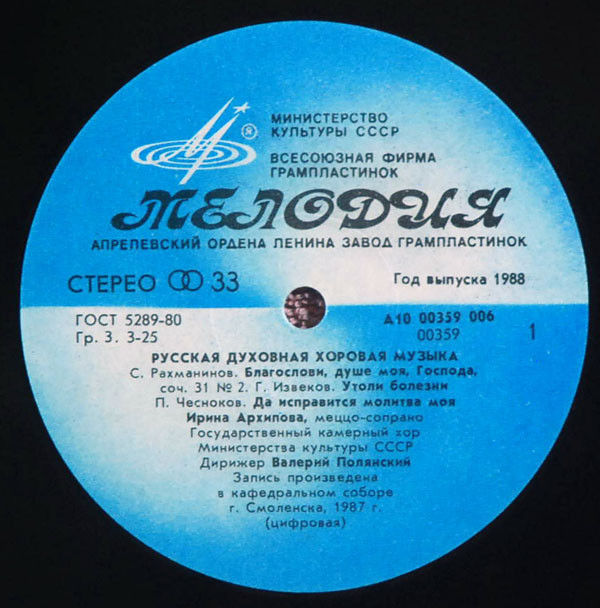 МИНИСТЕРСТВО
КУЛЬТУРЫ СССР
ВСЕСОЮЗНАЯ ФИРМА
ГРАМПЛАСТИНОК
МЕЛОДИЯ
АПРЕЛЕВСКИЙ ОРДЕНА ЛЕНИНА ЗАВОД ГРАМПЛАСТИНОК
СТЕРЕО 33
Год выпуска 1988
ГОСТ 5289-80
А10 00359 006
Гр. 3. 3-25
00359
1
РУССКАЯ ДУХОВНАЯ ХОРОВАЯ МУЗЫКА
С. Рахманинов. Благослови, душе моя, Господа,
соч. 31 № 2. Г. Извеков. Утоли болезни
П. Чесноков. Да исправится молитва моя
Ирина Архипова, меццо-сопрано
Государственный камерный хор
Министерства культуры СССР
Дирижер Валерий Полянский
Запись произведена
в кафедральном соборе
г. Смоленска, 1987 г.
(цифровая)